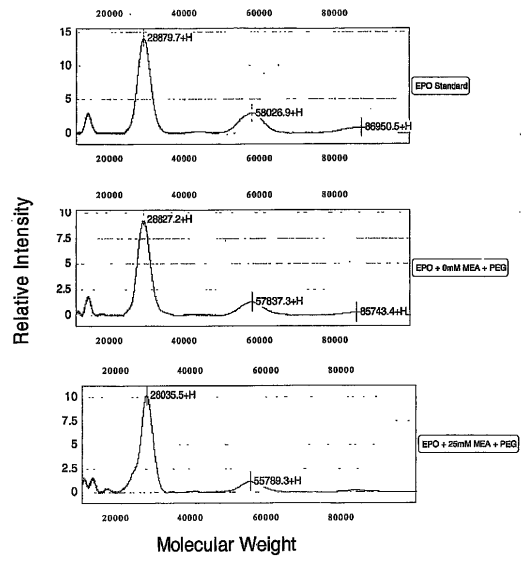 20000 40000 60000 80000
15
28879.7+H
10
EPO Standard
5
58026.9+H
86950.5+H
0
20000 40000 60000 80000
20000 40000 60000 80000
10
28827.2+H
7.5
5
EPO + 0mM MEA + PEG
2.5
57837.3+H
85743.4+H
0
20000 40000 60000 80000
Relative Intensity
20000 40000 60000 80000
10
28035.5+H
7.5
5
EPO + 25mM MEA + PEG
2.5
55789.3+H
0
20000 40000 60000 80000
Molecular Weight